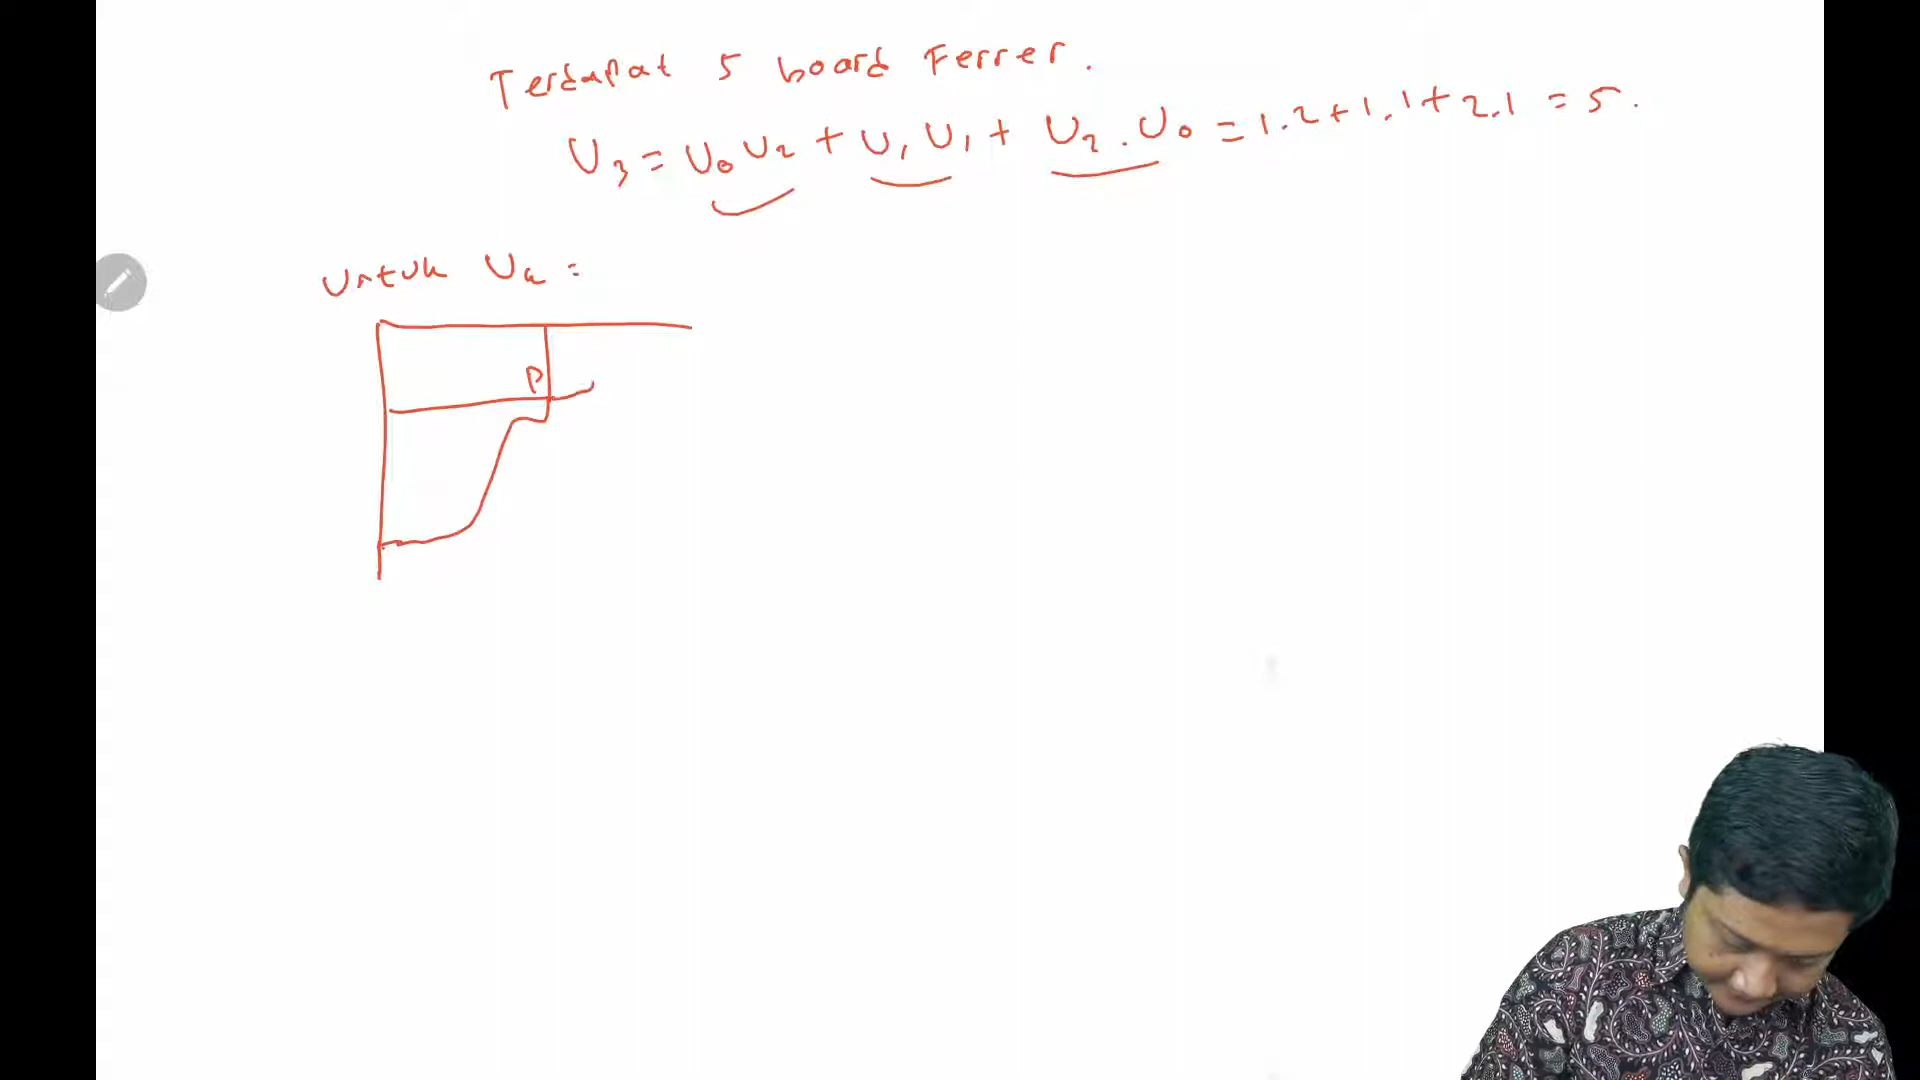 Terdapat 5 board Ferrer.
U₃ = U₀ U₂ + U₁ U₁ + U₂ . U₀ = 1.2 + 1.1 + 2.1 = 5.
Untuk Uₖ =
P